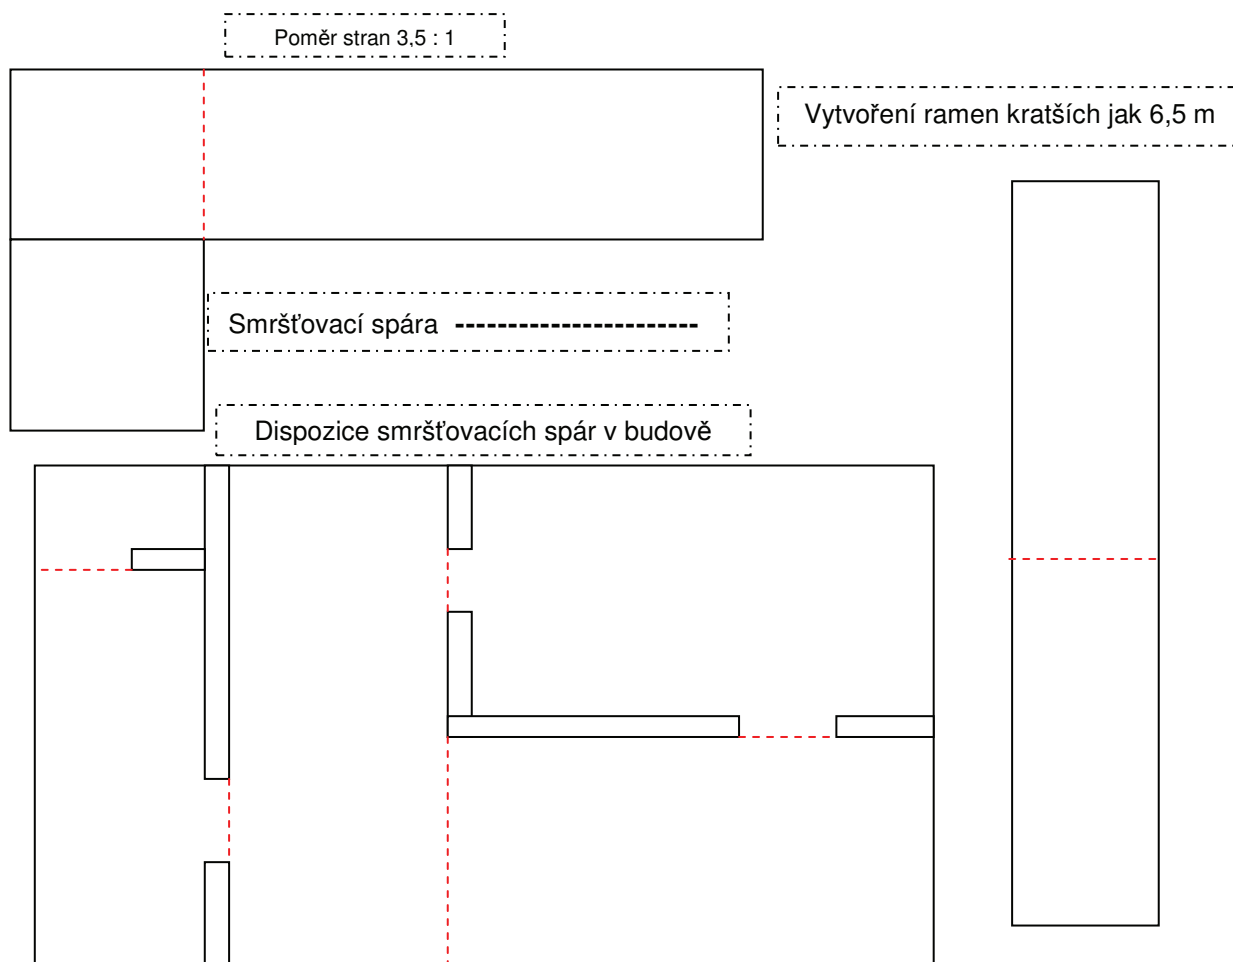 Poměr stran 3,5 : 1
Vytvoření ramen kratších jak 6,5 m
Smršťovací spára
Dispozice smršťovacích spár v budově